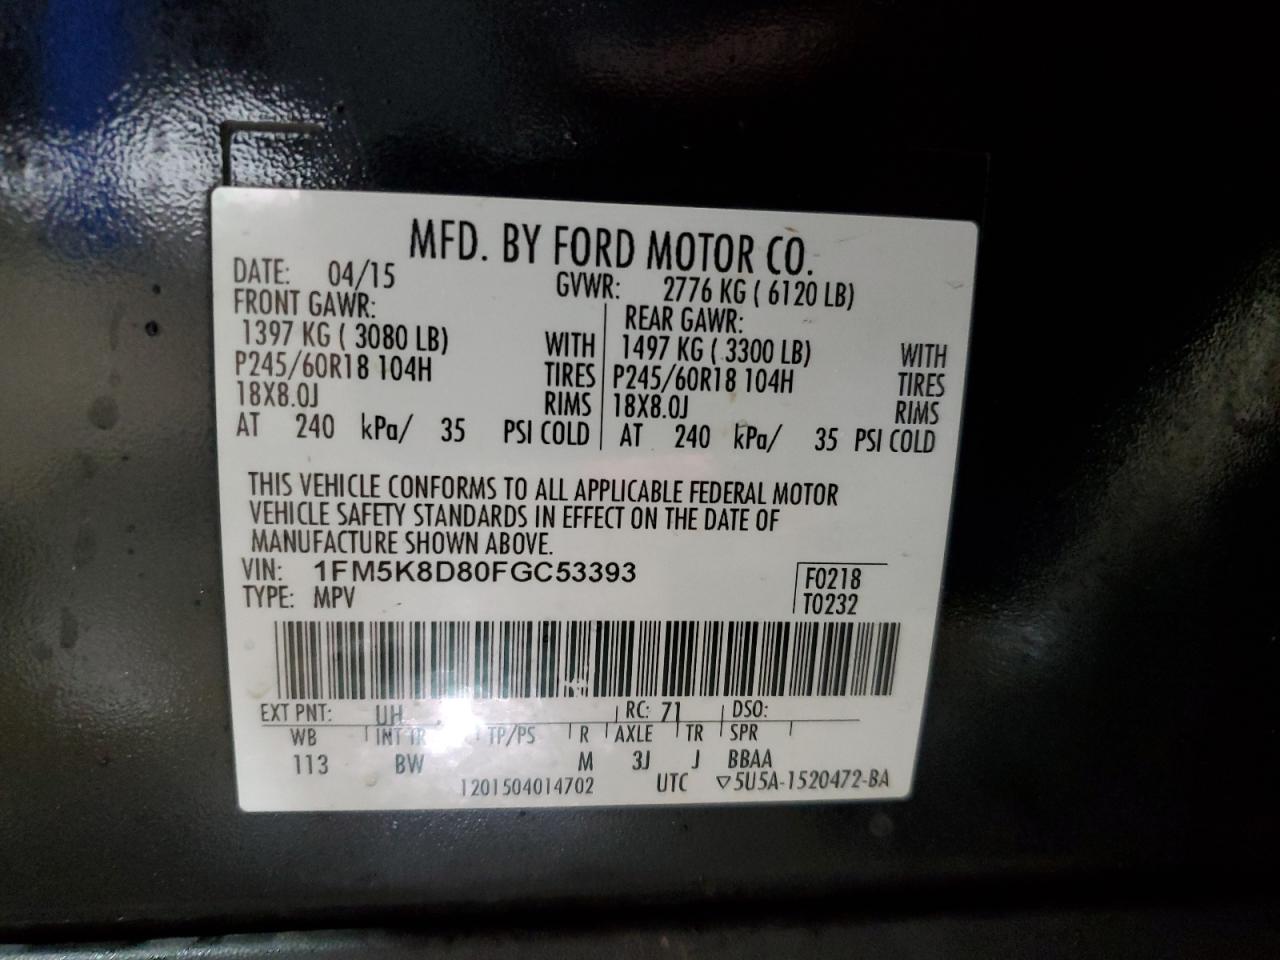 MFD. BY FORD MOTOR CO.
DATE: 04/15 GVWR: 2776 KG ( 6120 LB)
FRONT GAWR: REAR GAWR:
1397 KG ( 3080 LB) WITH 1497 KG ( 3300 LB) WITH
P245/60R18 104H TIRES P245/60R18 104H TIRES
18X8.0J RIMS 18X8.0J RIMS
AT 240 kPa/ 35 PSI COLD AT 240 kPa/ 35 PSI COLD
THIS VEHICLE CONFORMS TO ALL APPLICABLE FEDERAL MOTOR
VEHICLE SAFETY STANDARDS IN EFFECT ON THE DATE OF
MANUFACTURE SHOWN ABOVE.
VIN: 1FM5K8D80FGC53393 F0218
TYPE: MPV T0232
EXT PNT: UH RC: 71 DSO:
WB INT TR TP/PS R AXLE TR SPR
113 BW M 3J J BBAA
1201504014702 UTC ▽5U5A-1520472-BA